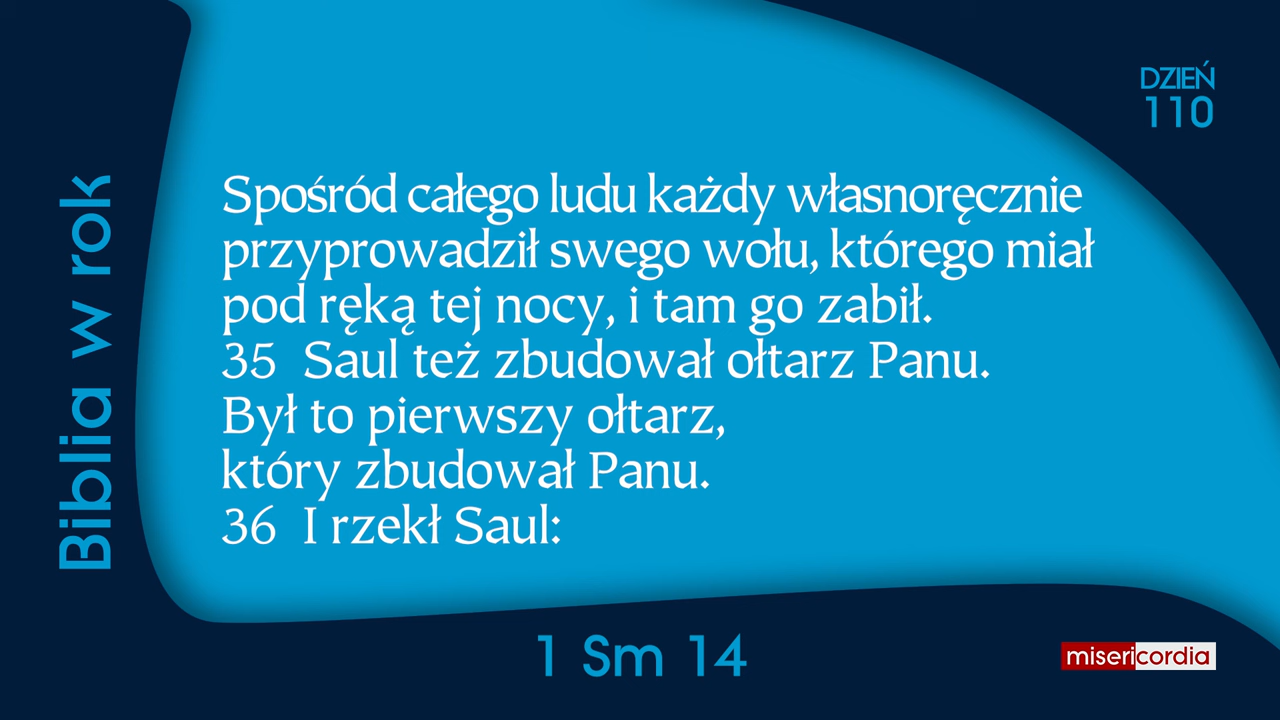 DZIEŃ
110
Biblia w rok
Spośród całego ludu każdy własnoręcznie
przyprowadził swego wołu, którego miał
pod ręką tej nocy, i tam go zabił.
35 Saul też zbudował ołtarz Panu.
Był to pierwszy ołtarz,
który zbudował Panu.
36 I rzekł Saul:
1 Sm 14
misericordia